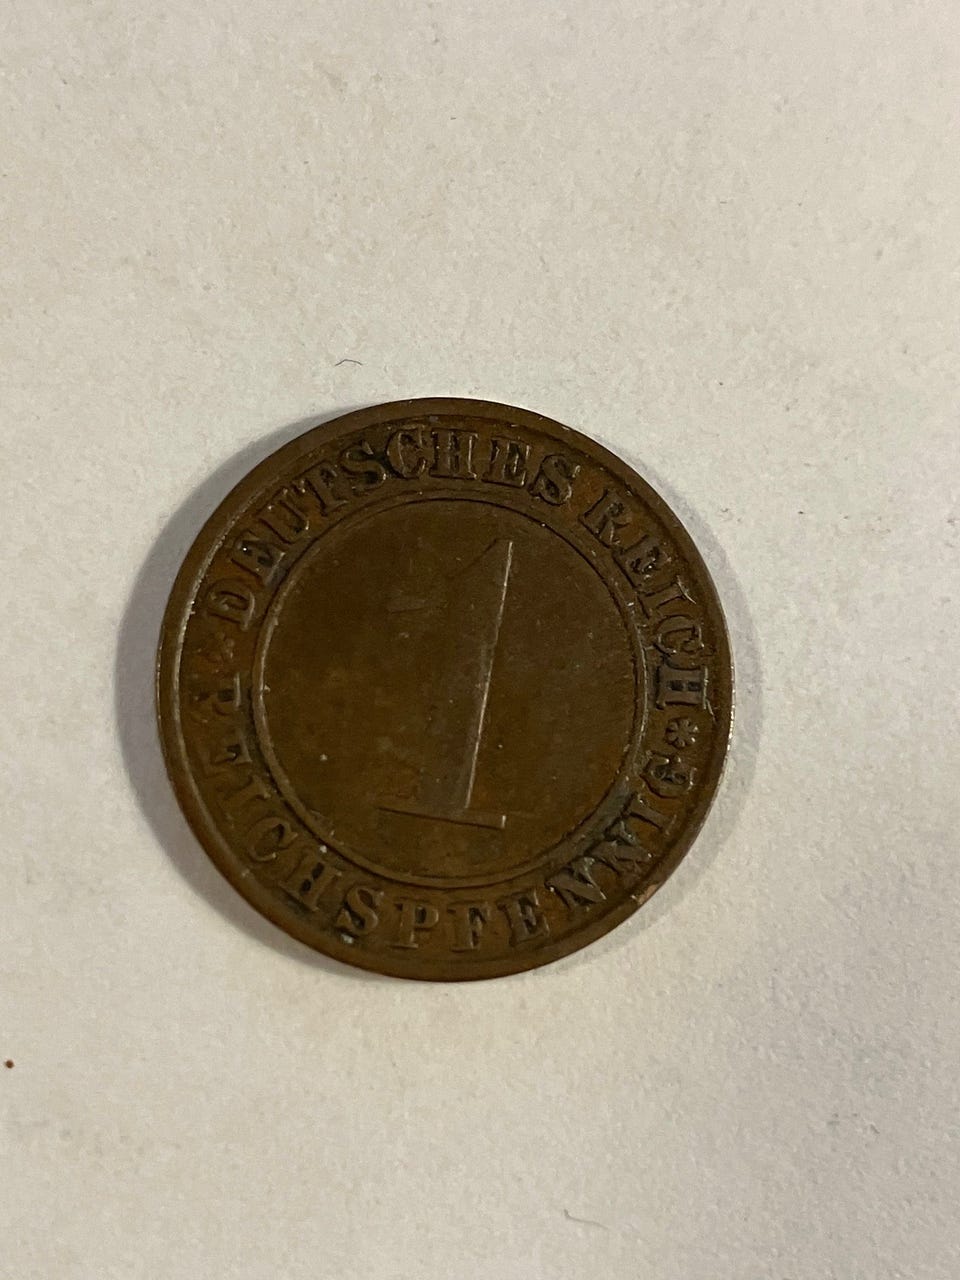 DEUTSCHES REICH * REICHSPFENNIG *
1